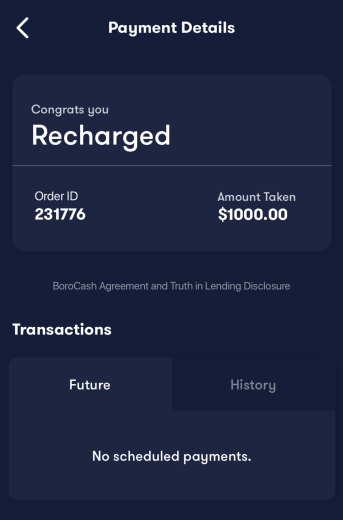 Payment Details
Congrats you
Recharged
Order ID
Amount Taken
231776
$1000.00
BoroCash Agreement and Truth in Lending Disclosure
Transactions
Future
History
No scheduled payments.